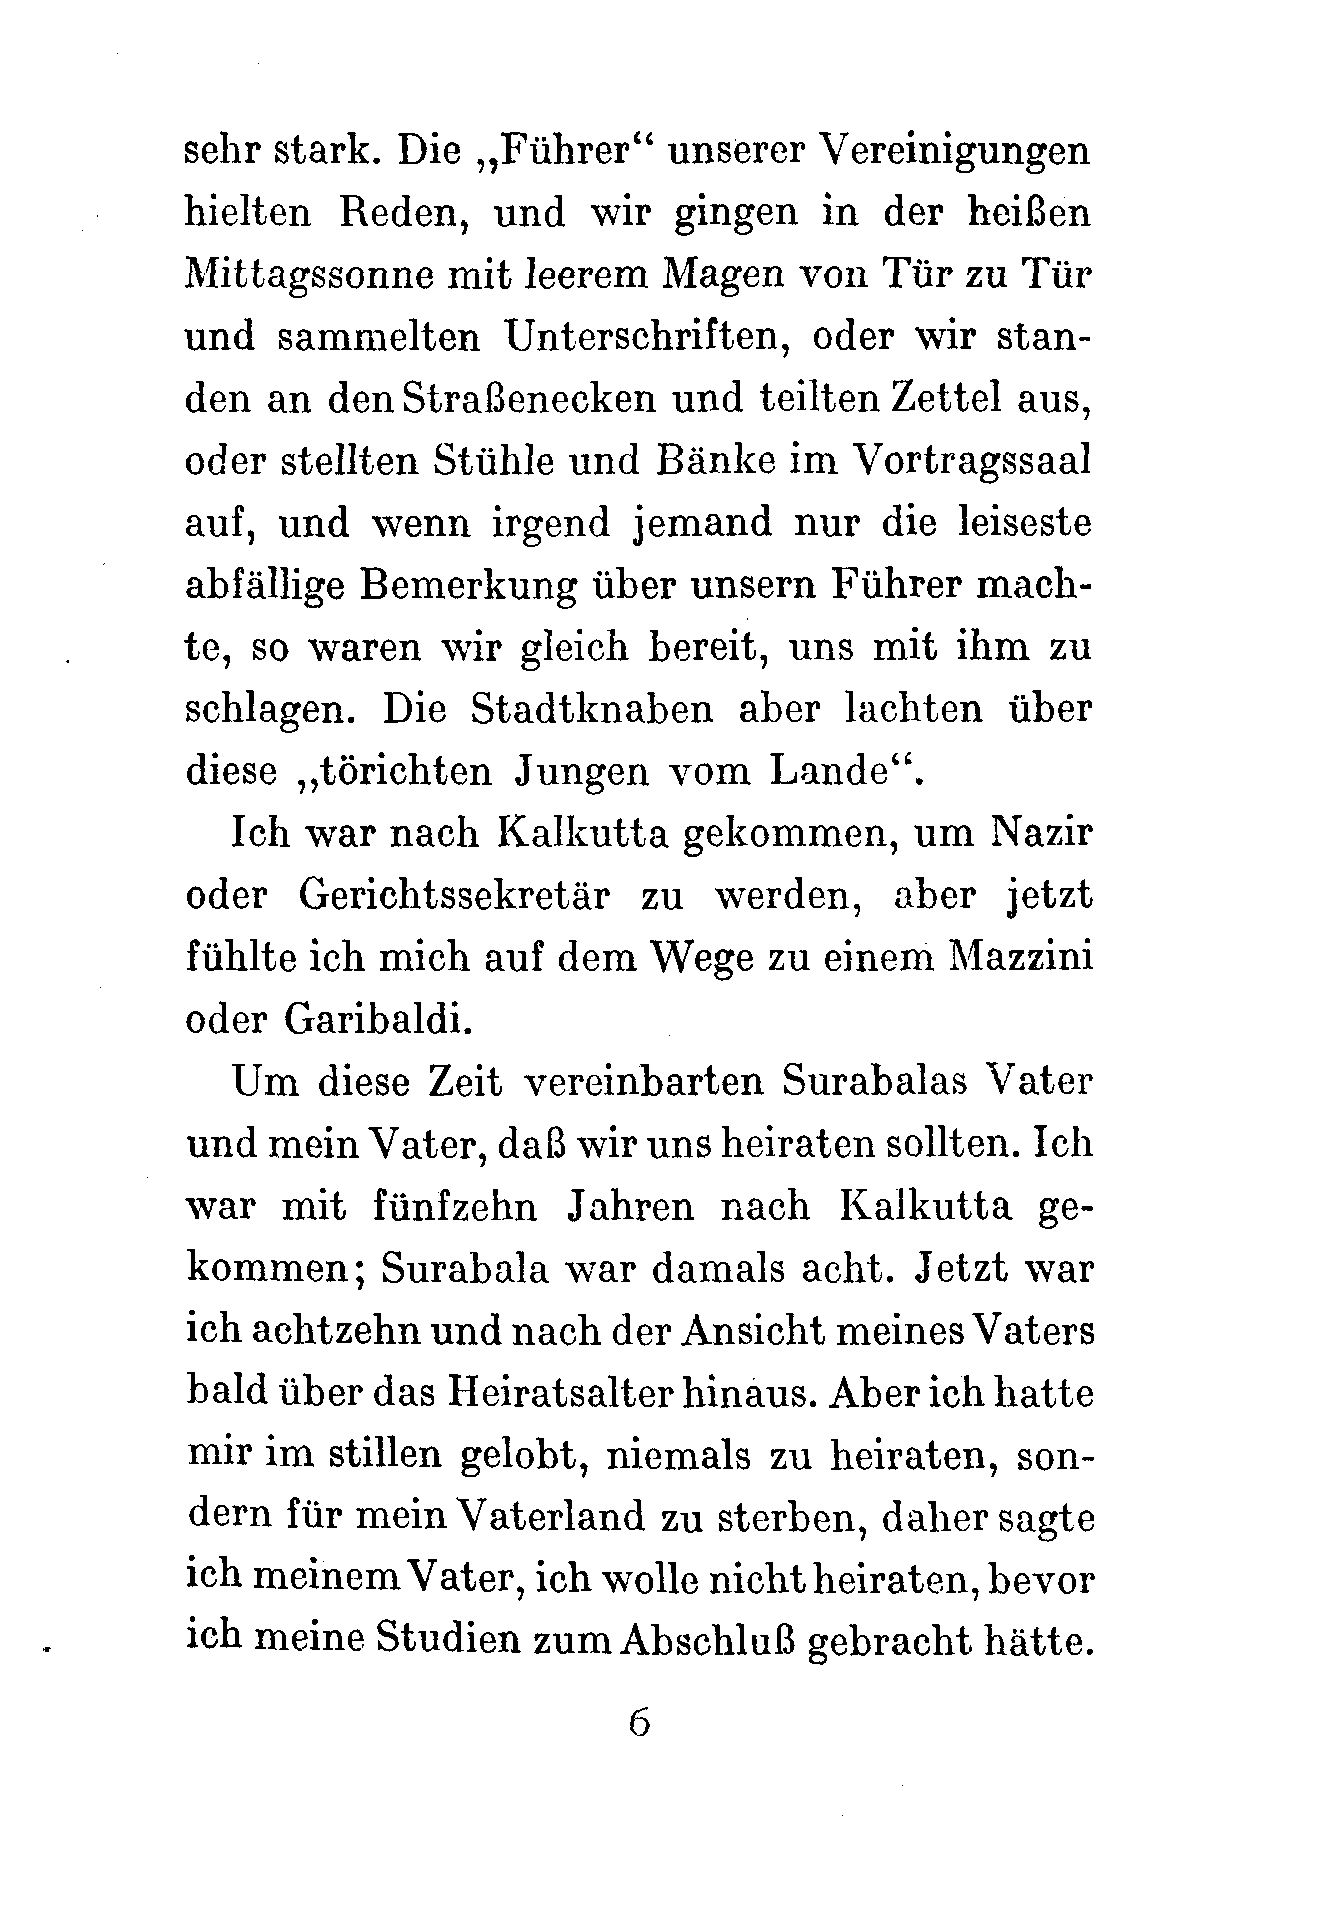 sehr stark. Die „Führer“ unserer Vereinigungen
hielten Reden, und wir gingen in der heißen
Mittagssonne mit leerem Magen von Tür zu Tür
und sammelten Unterschriften, oder wir stan-
den an den Straßenecken und teilten Zettel aus,
oder stellten Stühle und Bänke im Vortragssaal
auf, und wenn irgend jemand nur die leiseste
abfällige Bemerkung über unsern Führer mach-
te, so waren wir gleich bereit, uns mit ihm zu
schlagen. Die Stadtknaben aber lachten über
diese „törichten Jungen vom Lande“.
Ich war nach Kalkutta gekommen, um Nazir
oder Gerichtssekretär zu werden, aber jetzt
fühlte ich mich auf dem Wege zu einem Mazzini
oder Garibaldi.
Um diese Zeit vereinbarten Surabalas Vater
und mein Vater, daß wir uns heiraten sollten. Ich
war mit fünfzehn Jahren nach Kalkutta ge-
kommen; Surabala war damals acht. Jetzt war
ich achtzehn und nach der Ansicht meines Vaters
bald über das Heiratsalter hinaus. Aber ich hatte
mir im stillen gelobt, niemals zu heiraten, son-
dern für mein Vaterland zu sterben, daher sagte
ich meinem Vater, ich wolle nicht heiraten, bevor
ich meine Studien zum Abschluß gebracht hätte.
6